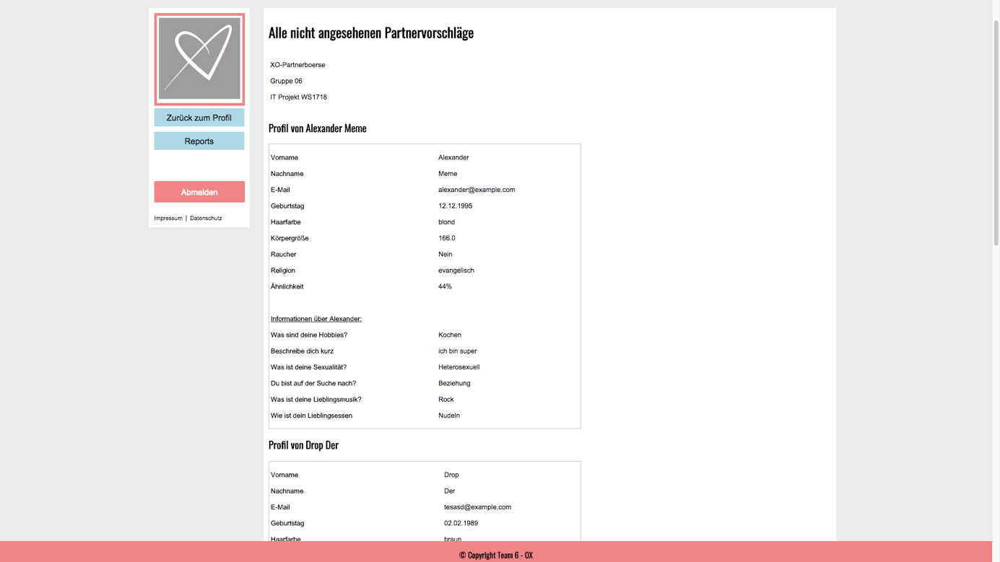 Zurück zum Profil
Reports
Abmelden
Impressum | Datenschutz
Alle nicht angesehenen Partnervorschläge
XO-Partnerboerse
Gruppe 06
IT Projekt WS1718
Profil von Alexander Meme
Vorname Alexander
Nachname Meme
E-Mail alexander@example.com
Geburtstag 12.12.1995
Haarfarbe blond
Körpergröße 166.0
Raucher Nein
Religion evangelisch
Ähnlichkeit 44%
Informationen über Alexander:
Was sind deine Hobbies? Kochen
Beschreibe dich kurz ich bin super
Was ist deine Sexualität? Heterosexuell
Du bist auf der Suche nach? Beziehung
Was ist deine Lieblingsmusik? Rock
Wie ist dein Lieblingsessen Nudeln
Profil von Drop Der
Vorname Drop
Nachname Der
E-Mail tesasd@example.com
Geburtstag 02.02.1989
Haarfarbe braun
© Copyright Team 6 - OX